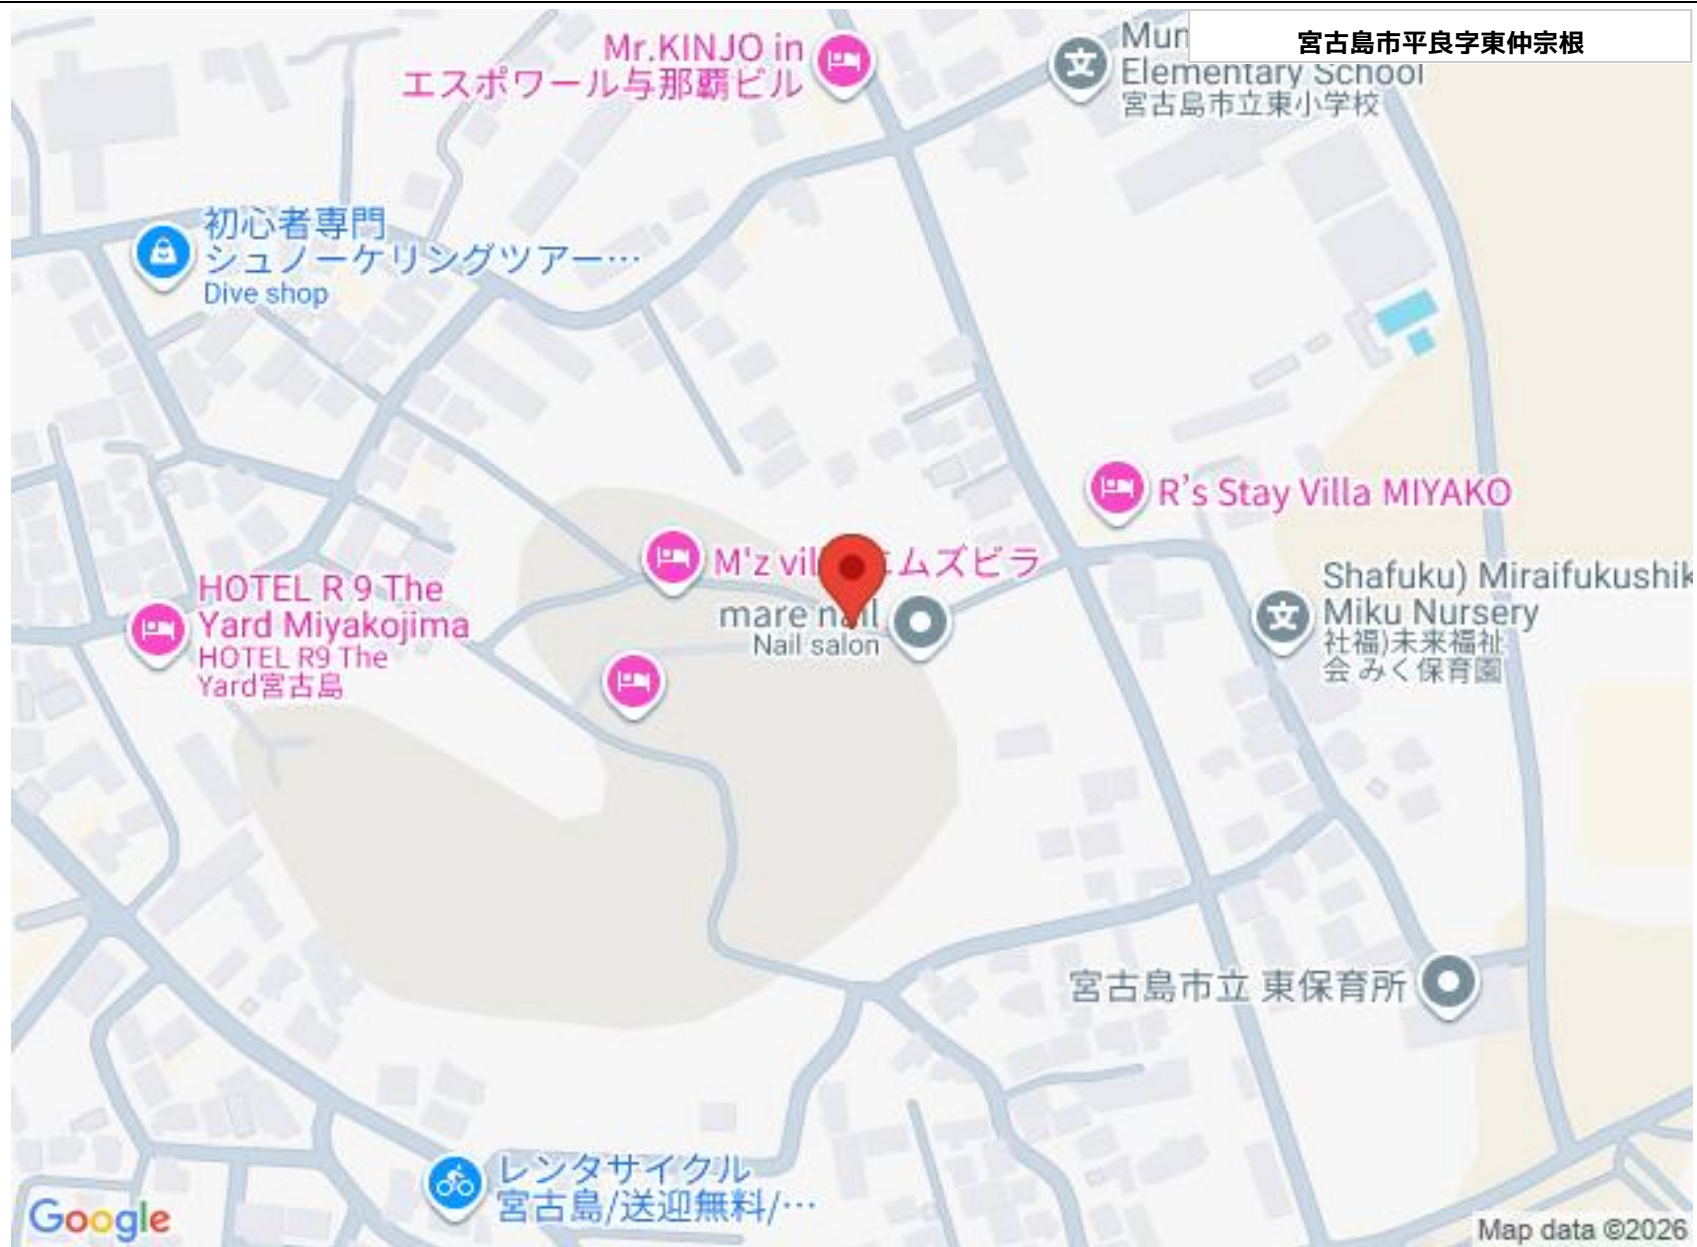 宮古島市平良字東仲宗根
Mr.KINJO in
エスポワール与那覇ビル
Mun
Elementary School
宮古島市立東小学校
初心者専門
シュノーケリングツアー…
Dive shop
R's Stay Villa MIYAKO
M'z vil
ムズビラ
mare nail
Nail salon
HOTEL R 9 The
Yard Miyakojima
HOTEL R9 The
Yard宮古島
Shafuku) Miraifukushik
Miku Nursery
社福)未来福祉
会 みく保育園
宮古島市立 東保育所
レンタサイクル
宮古島/送迎無料/…
Google
Map data ©2026